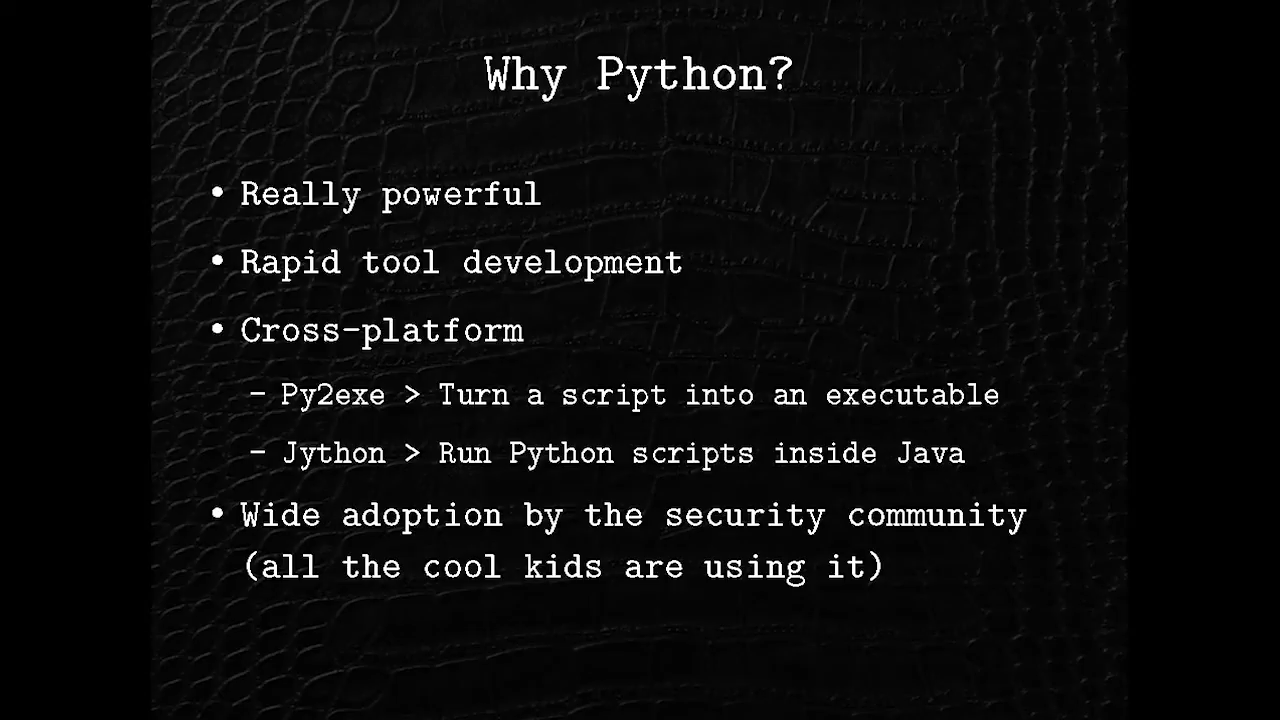 Why Python?
• Really powerful
• Rapid tool development
• Cross-platform
– Py2exe > Turn a script into an executable
– Jython > Run Python scripts inside Java
• Wide adoption by the security community
(all the cool kids are using it)